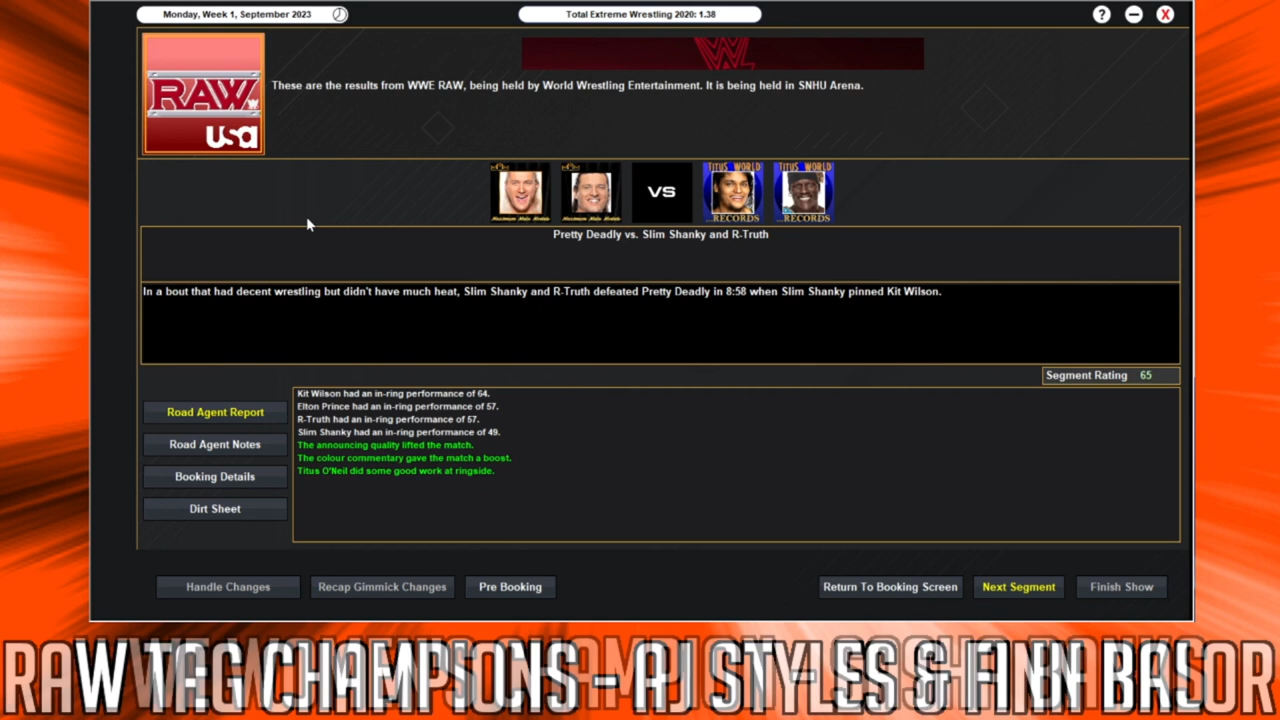 Monday, Week 1, September 2023
Total Extreme Wrestling 2020: 1.38
?
X
RAW
usa
These are the results from WWE RAW, being held by World Wrestling Entertainment. It is being held in SNHU Arena.
VS
TITUS WORLD
...RECORDS
TITUS WORLD
...RECORDS
Pretty Deadly vs. Slim Shanky and R-Truth
In a bout that had decent wrestling but didn't have much heat, Slim Shanky and R-Truth defeated Pretty Deadly in 8:58 when Slim Shanky pinned Kit Wilson.
Segment Rating 65
Kit Wilson had an in-ring performance of 64.
Elton Prince had an in-ring performance of 57.
R-Truth had an in-ring performance of 57.
Slim Shanky had an in-ring performance of 49.
The announcing quality lifted the match.
The colour commentary gave the match a boost.
Titus O'Neil did some good work at ringside.
Road Agent Report
Road Agent Notes
Booking Details
Dirt Sheet
Handle Changes
Recap Gimmick Changes
Pre Booking
Return To Booking Screen
Next Segment
Finish Show
RAW TAG CHAMPIONS - AJ STYLES & FINN BALOR